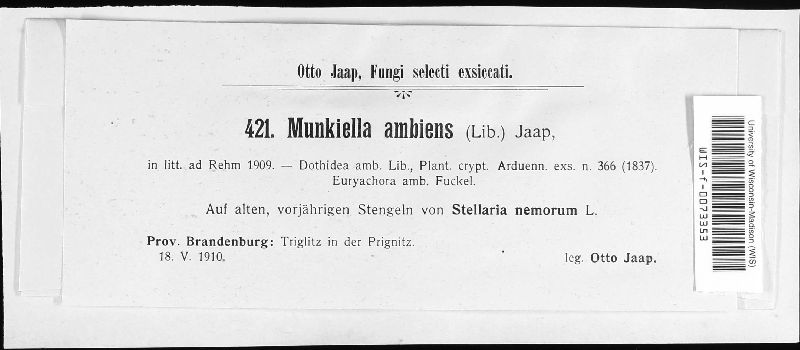 Otto Jaap, Fungi selecti exsiccati.
421. Munkiella ambiens (Lib.) Jaap,
in litt. ad Rehm 1909. — Dothidea amb. Lib., Plant. crypt. Arduenn. exs. n. 366 (1837).
Euryachora amb. Fuckel.
Auf alten, vorjährigen Stengeln von Stellaria nemorum L.
Prov. Brandenburg: Triglitz in der Prignitz.
18. V. 1910.
leg. Otto Jaap.
University of Wisconsin-Madison (WIS)
WIS-f-0073353